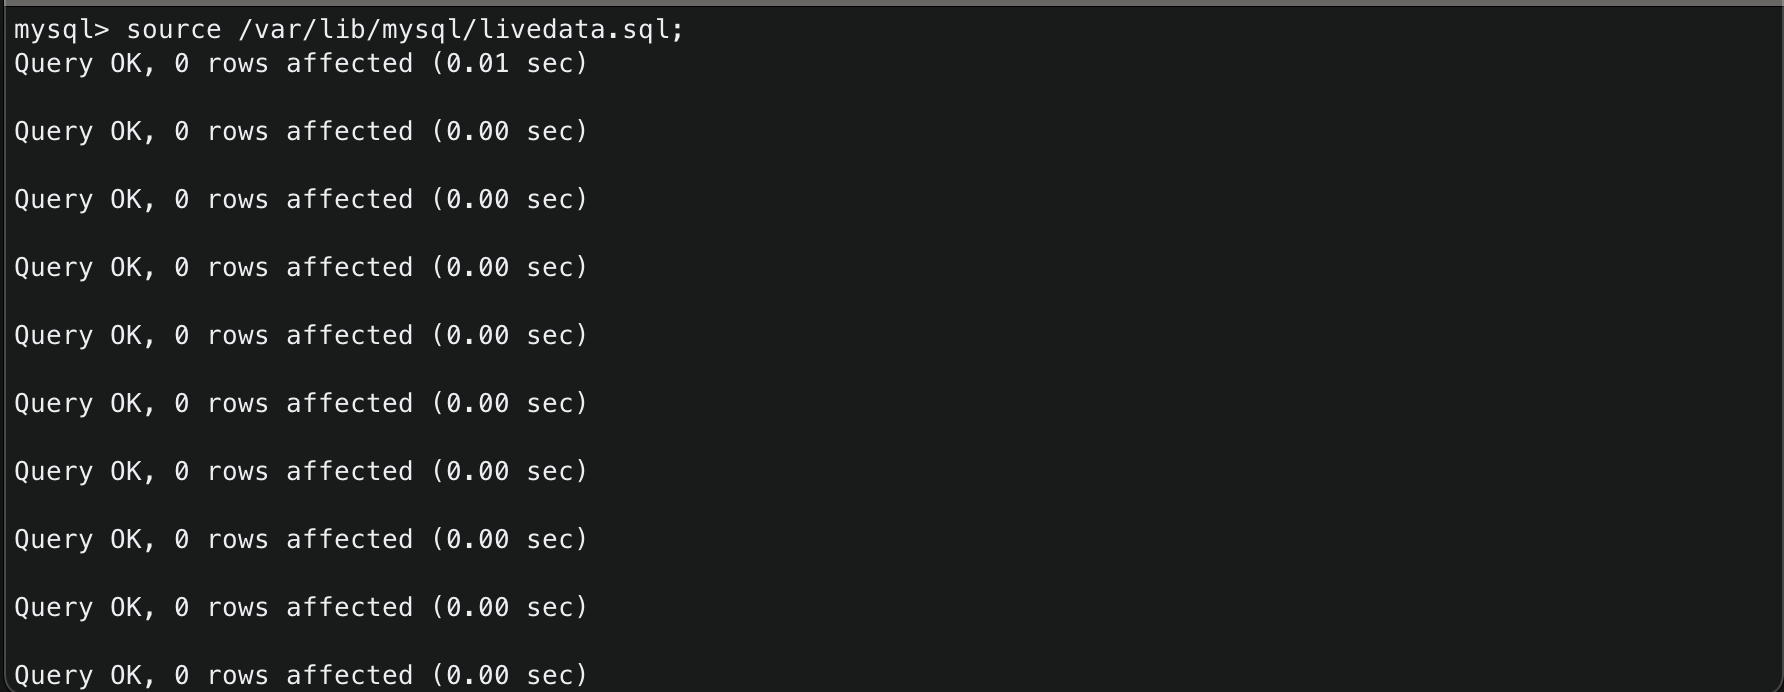 mysql> source /var/lib/mysql/livedata.sql;
Query OK, 0 rows affected (0.01 sec)
Query OK, 0 rows affected (0.00 sec)
Query OK, 0 rows affected (0.00 sec)
Query OK, 0 rows affected (0.00 sec)
Query OK, 0 rows affected (0.00 sec)
Query OK, 0 rows affected (0.00 sec)
Query OK, 0 rows affected (0.00 sec)
Query OK, 0 rows affected (0.00 sec)
Query OK, 0 rows affected (0.00 sec)
Query OK, 0 rows affected (0.00 sec)